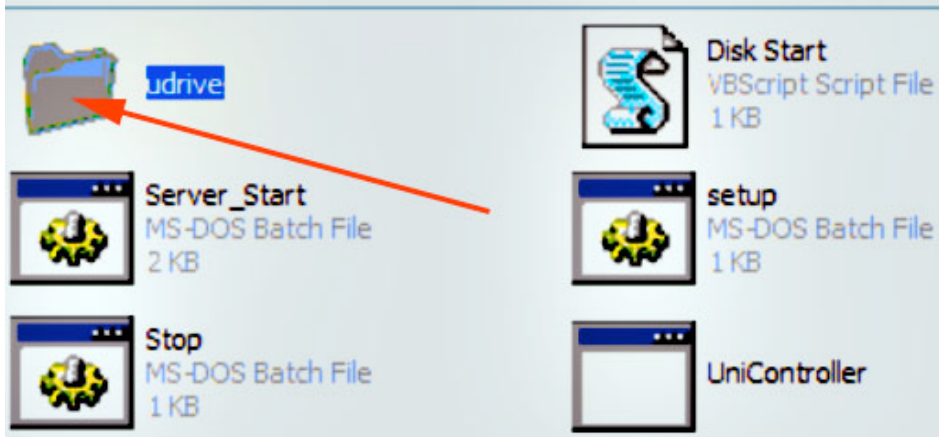 udrive
Disk Start
VBScript Script File
1 KB
Server_Start
MS-DOS Batch File
2 KB
setup
MS-DOS Batch File
1 KB
Stop
MS-DOS Batch File
1 KB
UniController